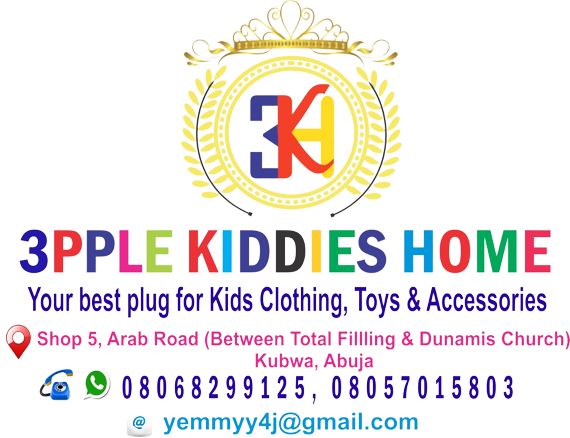 3KH
3PPLE KIDDIES HOME
Your best plug for Kids Clothing, Toys & Accessories
Shop 5, Arab Road (Between Total Fillling & Dunamis Church)
Kubwa, Abuja
08068299125, 08057015803
@ yemmyy4j@gmail.com